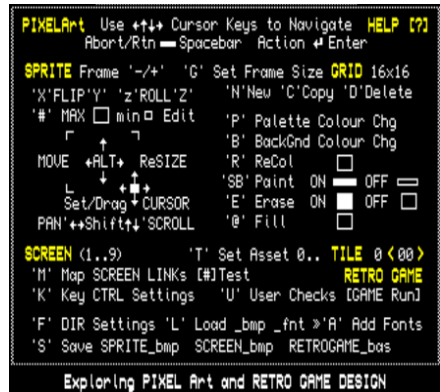 PIXELArt Use ←↑↓→ Cursor Keys to Navigate HELP [?]
Abort/Rtn ▬ Spacebar Action ↵ Enter
SPRITE Frame '-/+' 'G' Set Frame Size GRID 16x16
'X'FLIP'Y' 'z'ROLL'Z' 'N'New 'C'Copy 'D'Delete
'#' MAX □ min ▫ Edit
'P' Palette Colour Chg
'B' BackGnd Colour Chg
MOVE ←ALT→ ReSIZE
'R' ReCol □
'SB' Paint ON ▬ OFF ▭
Set/Drag CURSOR
'E' Erase ON ■ OFF □
PAN'↔Shift↑↓'SCROLL
'@' Fill □
SCREEN (1..9) 'T' Set Asset 0.. TILE 0 < 00 >
'M' Map SCREEN LINKs [#]Test RETRO GAME
'K' Key CTRL Settings 'U' User Checks [GAME Run]
'F' DIR Settings 'L' Load _bmp _fnt »'A' Add Fonts
'S' Save SPRITE_bmp SCREEN_bmp RETROGAME_bas
Exploring PIXEL Art and RETRO GAME DESIGN